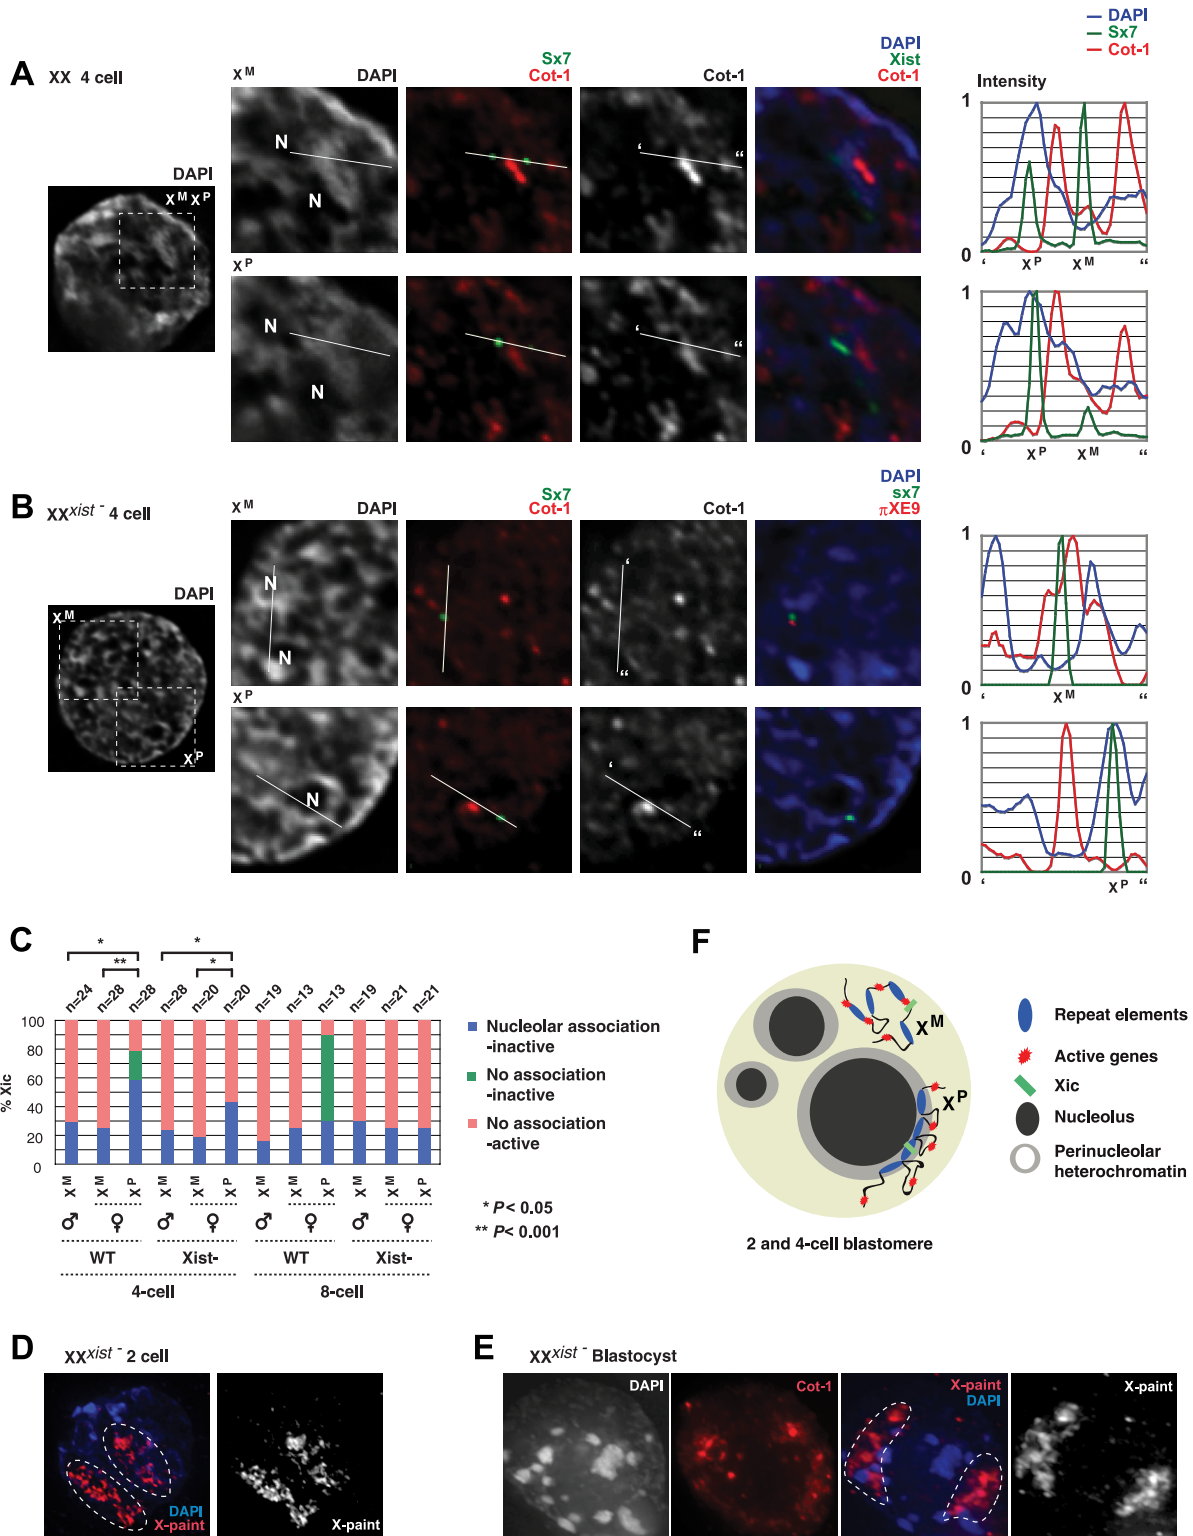 A
XX 4 cell
DAPI
X M X P
X M
DAPI
Sx7
Cot-1
Cot-1
DAPI
Xist
Cot-1
DAPI
Sx7
Cot-1
Intensity
N
N
‘
“
1
0
‘ X P X M “
X P
N
N
‘
“
1
0
‘ X P X M “
B
XX xist - 4 cell
DAPI
X M
X P
X M
DAPI
Sx7
Cot-1
Cot-1
DAPI
sx7
πXE9
N
N
‘
“
1
0
‘ X M “
X P
N
‘
“
1
0
‘ X P “
C
* *
** *
n=24 n=28 n=28 n=28 n=20 n=20 n=19 n=13 n=13 n=19 n=21 n=21
% Xic
100
80
60
40
20
0
X M X M X P X M X M X P X M X M X P X M X M X P
♂ ♀ ♂ ♀ ♂ ♀ ♂ ♀
WT Xist- WT Xist-
4-cell 8-cell
Nucleolar association
-inactive
No association
-inactive
No association
-active
* P< 0.05
** P< 0.001
F
X M
X P
2 and 4-cell blastomere
Repeat elements
Active genes
Xic
Nucleolus
Perinucleolar
heterochromatin
D
XX xist - 2 cell
DAPI
X-paint
X-paint
E
XX xist - Blastocyst
DAPI
Cot-1
X-paint
DAPI
X-paint